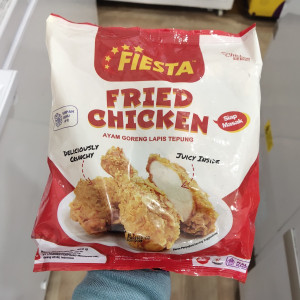 FIESTA
FRIED
CHICKEN
AYAM GORENG LAPIS TEPUNG
Siap
Masak
DELICIOUSLY
CRUNCHY
JUICY INSIDE